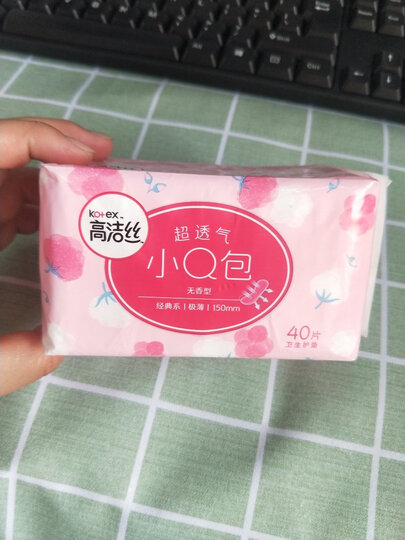 kotex
高洁丝
超透气
小Q包
无香型
经典系 | 极薄 | 150mm
40片
卫生护垫